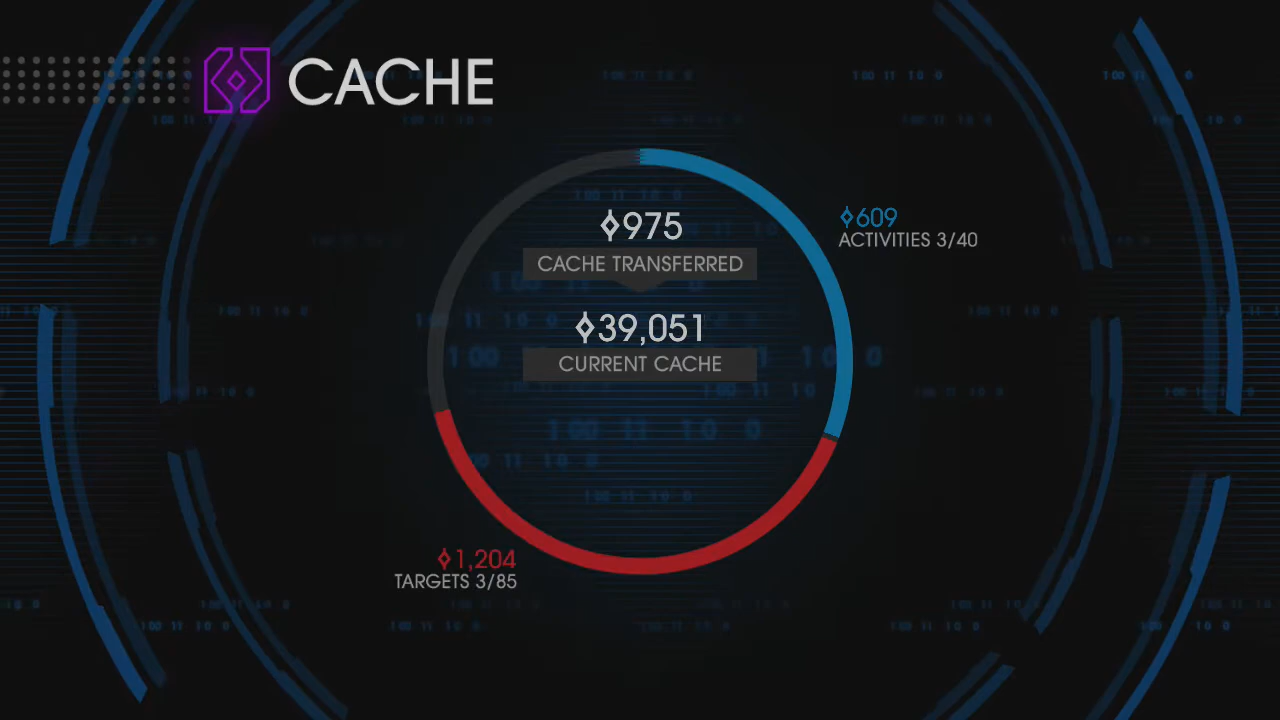 CACHE
975
CACHE TRANSFERRED
609
ACTIVITIES 3/40
39,051
CURRENT CACHE
1,204
TARGETS 3/85